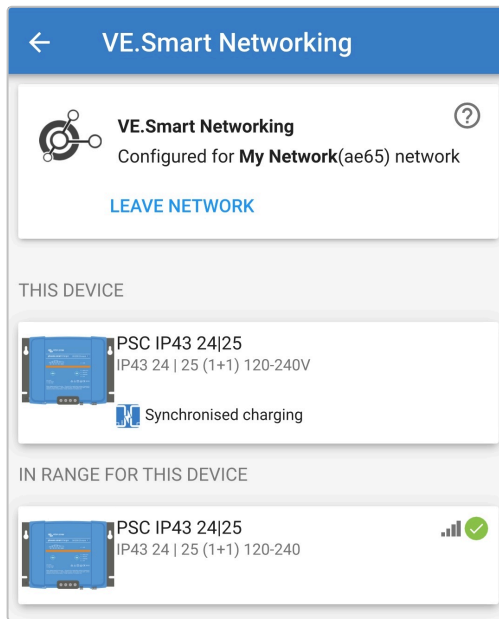 VE.Smart Networking
VE.Smart Networking
Configured for My Network(ae65) network
LEAVE NETWORK
THIS DEVICE
PSC IP43 24|25
IP43 24 | 25 (1+1) 120-240V
Synchronised charging
IN RANGE FOR THIS DEVICE
PSC IP43 24|25
IP43 24 | 25 (1+1) 120-240